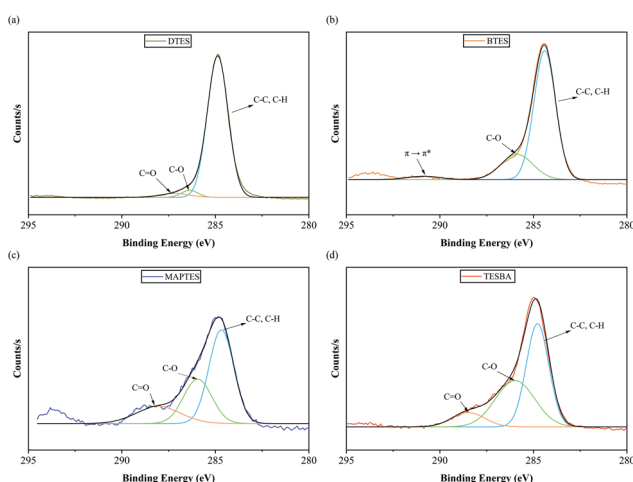 (a)
DTES
C-C, C-H
C-O
C=O
Counts/s
295
290
285
280
Binding Energy (eV)
(b)
BTES
C-C, C-H
C-O
π→π*
Counts/s
295
290
285
280
Binding Energy (eV)
(c)
MAPTES
C-C, C-H
C-O
C=O
Counts/s
295
290
285
280
Binding Energy (eV)
(d)
TESBA
C-C, C-H
C-O
C=O
Counts/s
295
290
285
280
Binding Energy (eV)